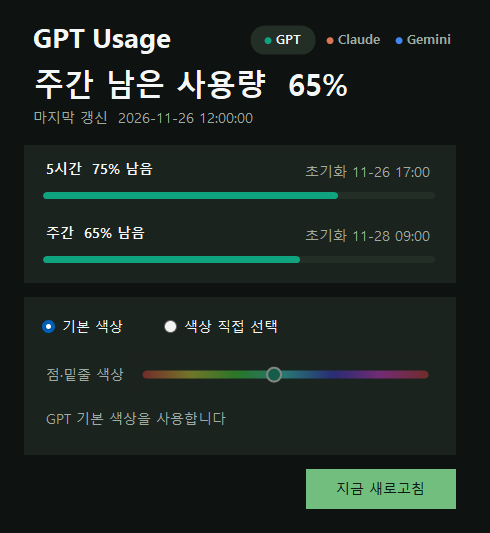 GPT Usage
GPT Claude Gemini
주간 남은 사용량 65%
마지막 갱신 2026-11-26 12:00:00
5시간 75% 남음 초기화 11-26 17:00
주간 65% 남음 초기화 11-28 09:00
기본 색상 색상 직접 선택
점·밑줄 색상
GPT 기본 색상을 사용합니다
지금 새로고침